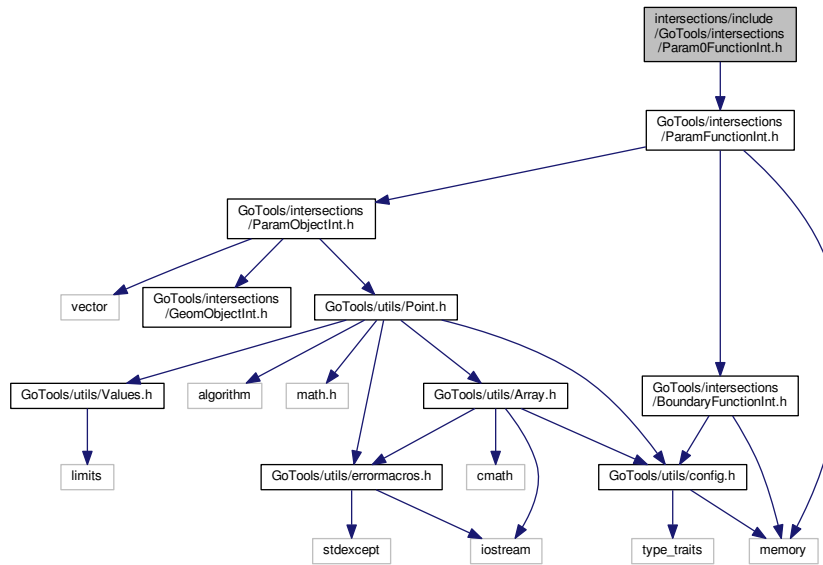 intersections/include
/GoTools/intersections
/Param0FunctionInt.h
GoTools/intersections
/ParamFunctionInt.h
GoTools/intersections
/ParamObjectInt.h
vector
GoTools/intersections
/GeomObjectInt.h
GoTools/utils/Point.h
GoTools/utils/Values.h
algorithm
math.h
GoTools/utils/Array.h
GoTools/intersections
/BoundaryFunctionInt.h
limits
GoTools/utils/errormacros.h
cmath
GoTools/utils/config.h
stdexcept
iostream
type_traits
memory